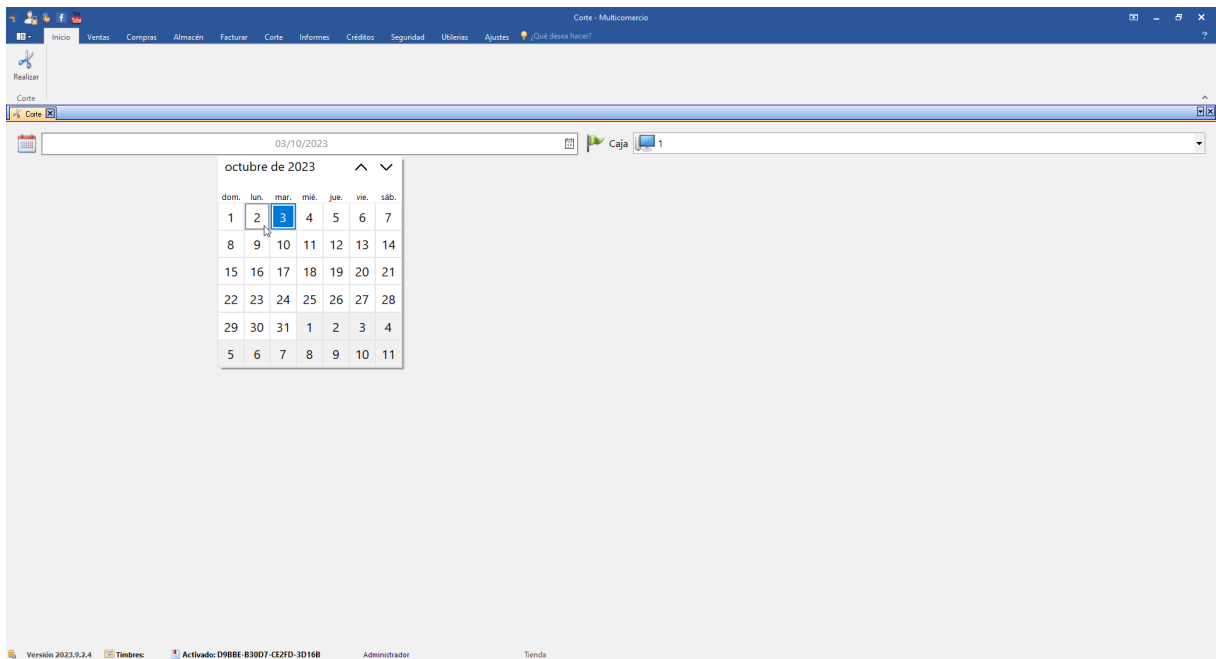 Corte - Multicomercio
Inicio Ventas Compras Almacén Facturar Corte Informes Créditos Seguridad Utilerias Ajustes ¿Qué desea hacer? ?
Realizar
Corte
Corte
03/10/2023 Caja 1
octubre de 2023
dom. lun. mar. mié. jue. vie. sáb.
1 2 3 4 5 6 7
8 9 10 11 12 13 14
15 16 17 18 19 20 21
22 23 24 25 26 27 28
29 30 31 1 2 3 4
5 6 7 8 9 10 11
Versión 2023.9.2.4 Timbres: Activado: D9BBE-B30D7-CE2FD-3D16B Administrador Tienda